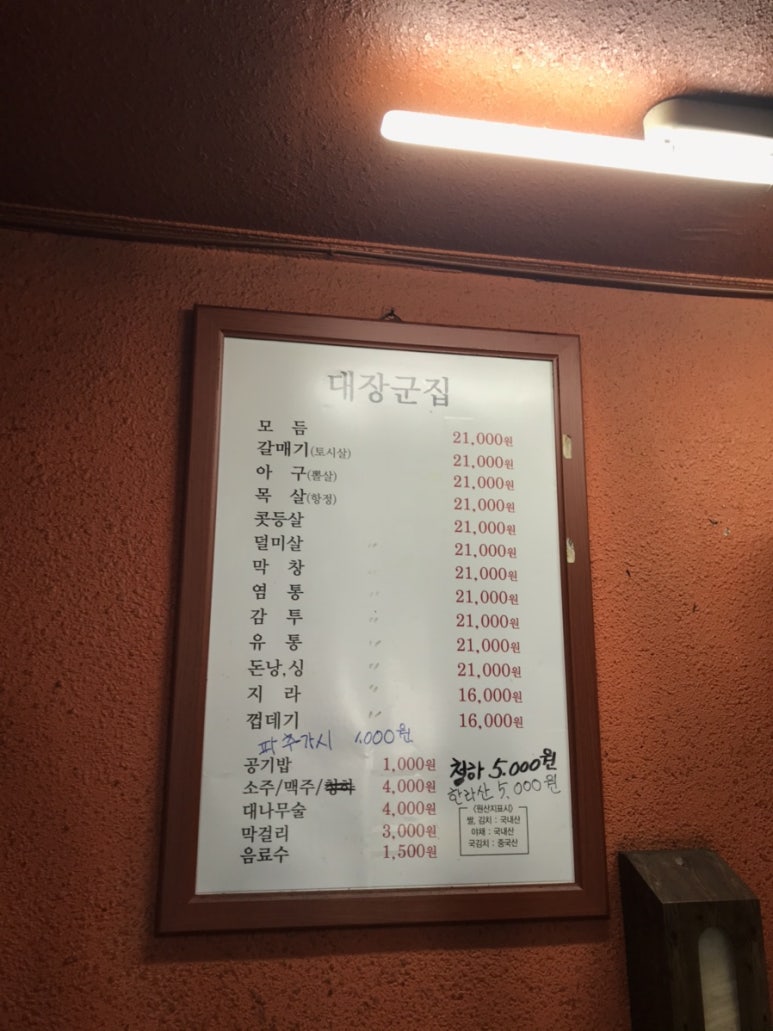 대장군집
모 듬 21,000원
갈매기(토시살) 21,000원
아 구(뽈살) 21,000원
목 살(항정) 21,000원
콧등살 21,000원
덜미살 〃 21,000원
막 창 〃 21,000원
염 통 〃 21,000원
감 투 〃 21,000원
유 통 〃 21,000원
돈낭,싱 〃 21,000원
지 라 〃 16,000원
껍데기 〃 16,000원
파 추가시 1,000원
공기밥 1,000원 청하 5.000원
소주/맥주/청하 4,000원 한라산 5,000원
대나무술 4,000원
막걸리 3,000원
음료수 1,500원
〈원산지표시〉
쌀, 김치 : 국내산
야채 : 국내산
국김치 : 중국산